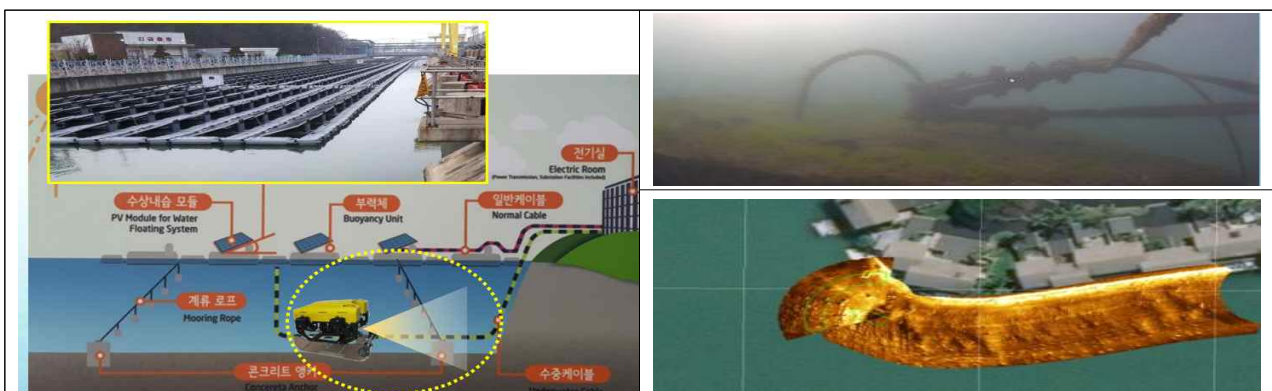 전기실
Electric Room
(Power Transmission, Substation Facilities Included)
수상내습 모듈
PV Module for Water
Floating System
부력체
Buoyancy Unit
일반케이블
Normal Cable
계류 로프
Mooring Rope
콘크리트 앵커
수중케이블